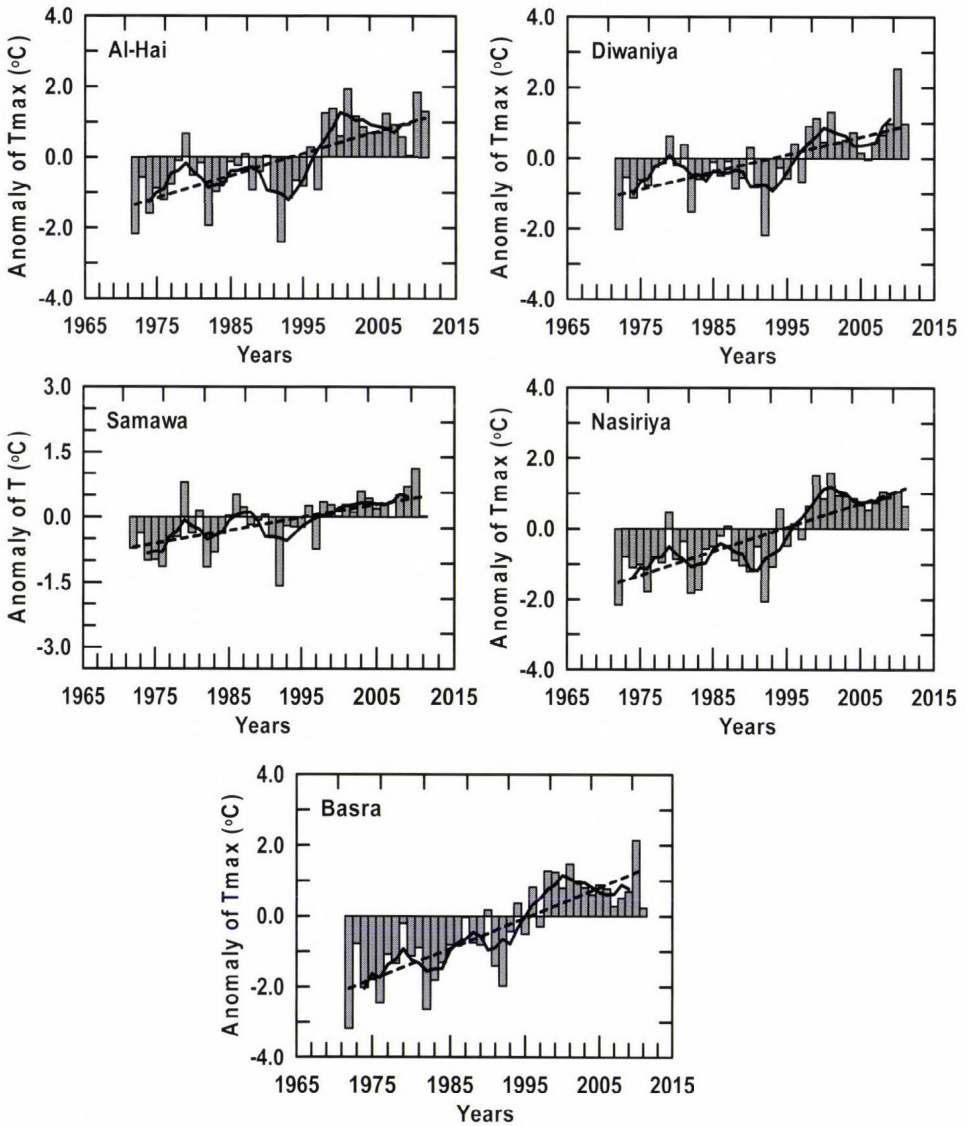 Anomaly of Tmax (°C)
4.0
2.0
0.0
-2.0
-4.0
Al-Hai
1965 1975 1985 1995 2005 2015
Years
Anomaly of Tmax (°C)
4.0
2.0
0.0
-2.0
-4.0
Diwaniya
1965 1975 1985 1995 2005 2015
Years
Anomaly of T (°C)
3.0
1.5
0.0
-1.5
-3.0
Samawa
1965 1975 1985 1995 2005 2015
Years
Anomaly of Tmax (°C)
4.0
2.0
0.0
-2.0
-4.0
Nasiriya
1965 1975 1985 1995 2005 2015
Years
Anomaly of Tmax (°C)
4.0
2.0
0.0
-2.0
-4.0
Basra
1965 1975 1985 1995 2005 2015
Years